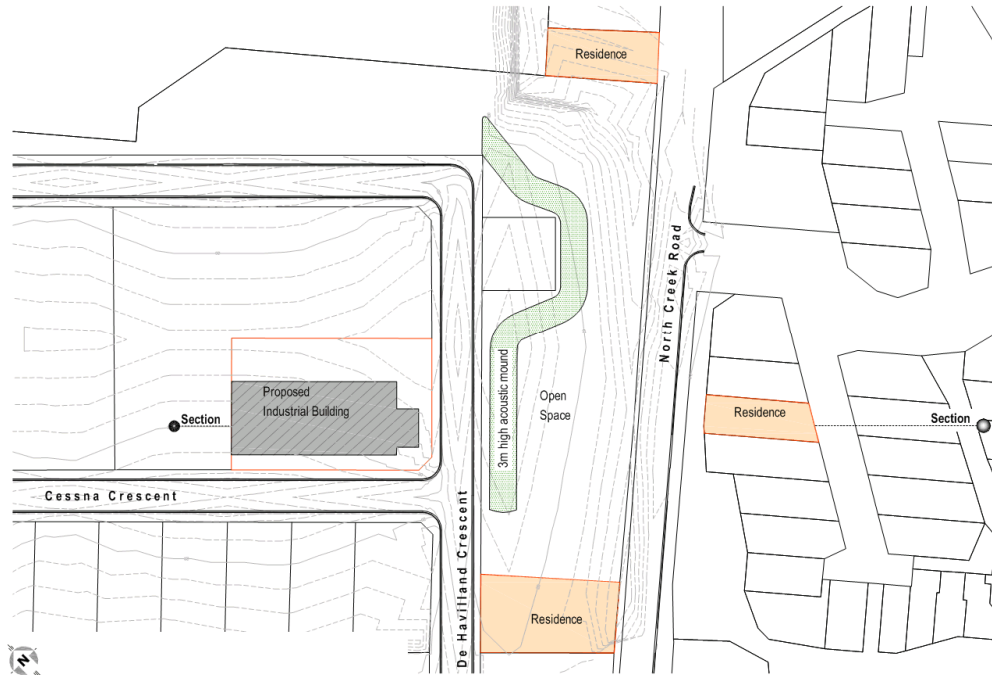 Residence
North Creek Road
Proposed
Industrial Building
Section
3m high acoustic mound
Open
Space
Residence
Section
Cessna Crescent
De Havilland Crescent
Residence
N